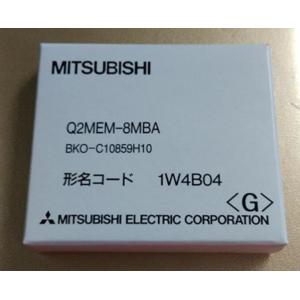 MITSUBISHI
Q2MEM-8MBA
BKO-C10859H10
形名コード 1W4B04
<G>
MITSUBISHI ELECTRIC CORPORATION